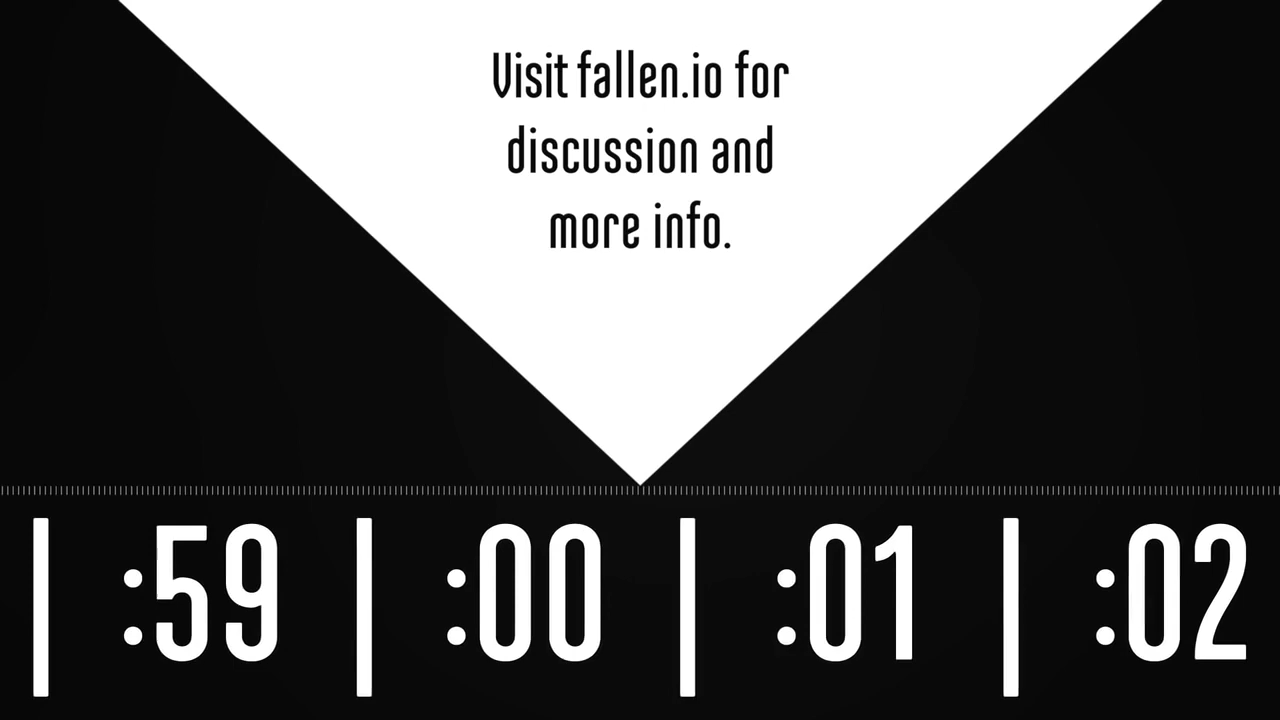 Visit fallen.io for
discussion and
more info.
:59 | :00 | :01 | :02